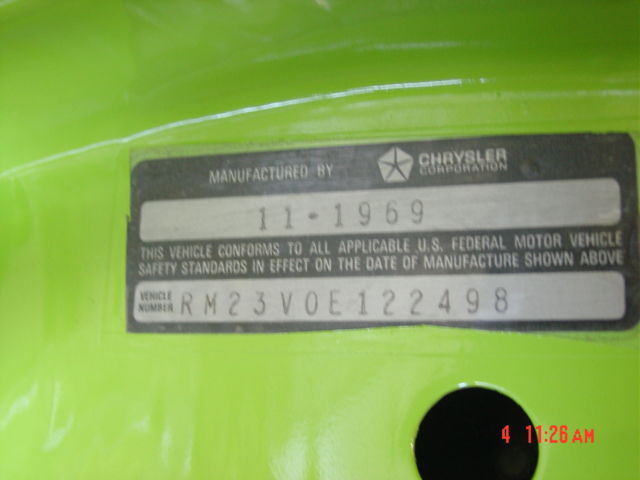 MANUFACTURED BY CHRYSLER CORPORATION
11-1969
THIS VEHICLE CONFORMS TO ALL APPLICABLE U.S. FEDERAL MOTOR VEHICLE
SAFETY STANDARDS IN EFFECT ON THE DATE OF MANUFACTURE SHOWN ABOVE
VEHICLE NUMBER RM23V0E122498
4 11:26 AM